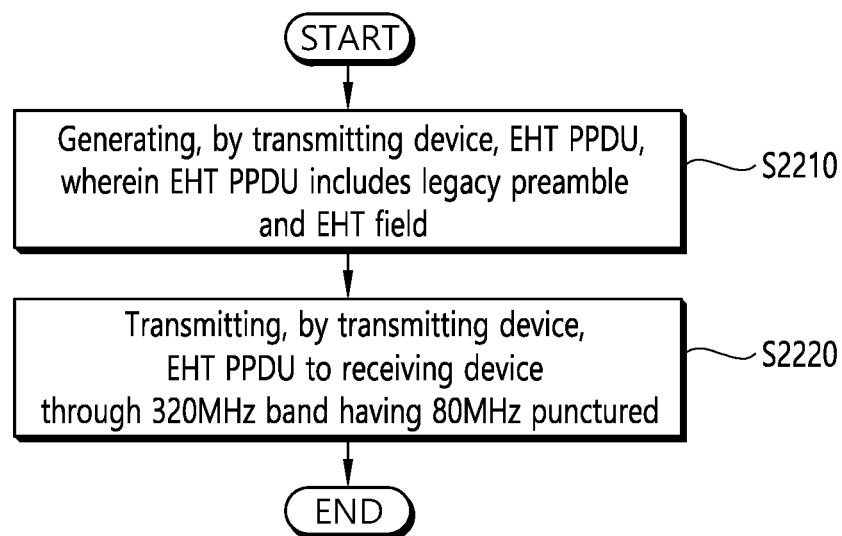 START
Generating, by transmitting device, EHT PPDU,
wherein EHT PPDU includes legacy preamble
and EHT field
S2210
Transmitting, by transmitting device,
EHT PPDU to receiving device
through 320MHz band having 80MHz punctured
S2220
END